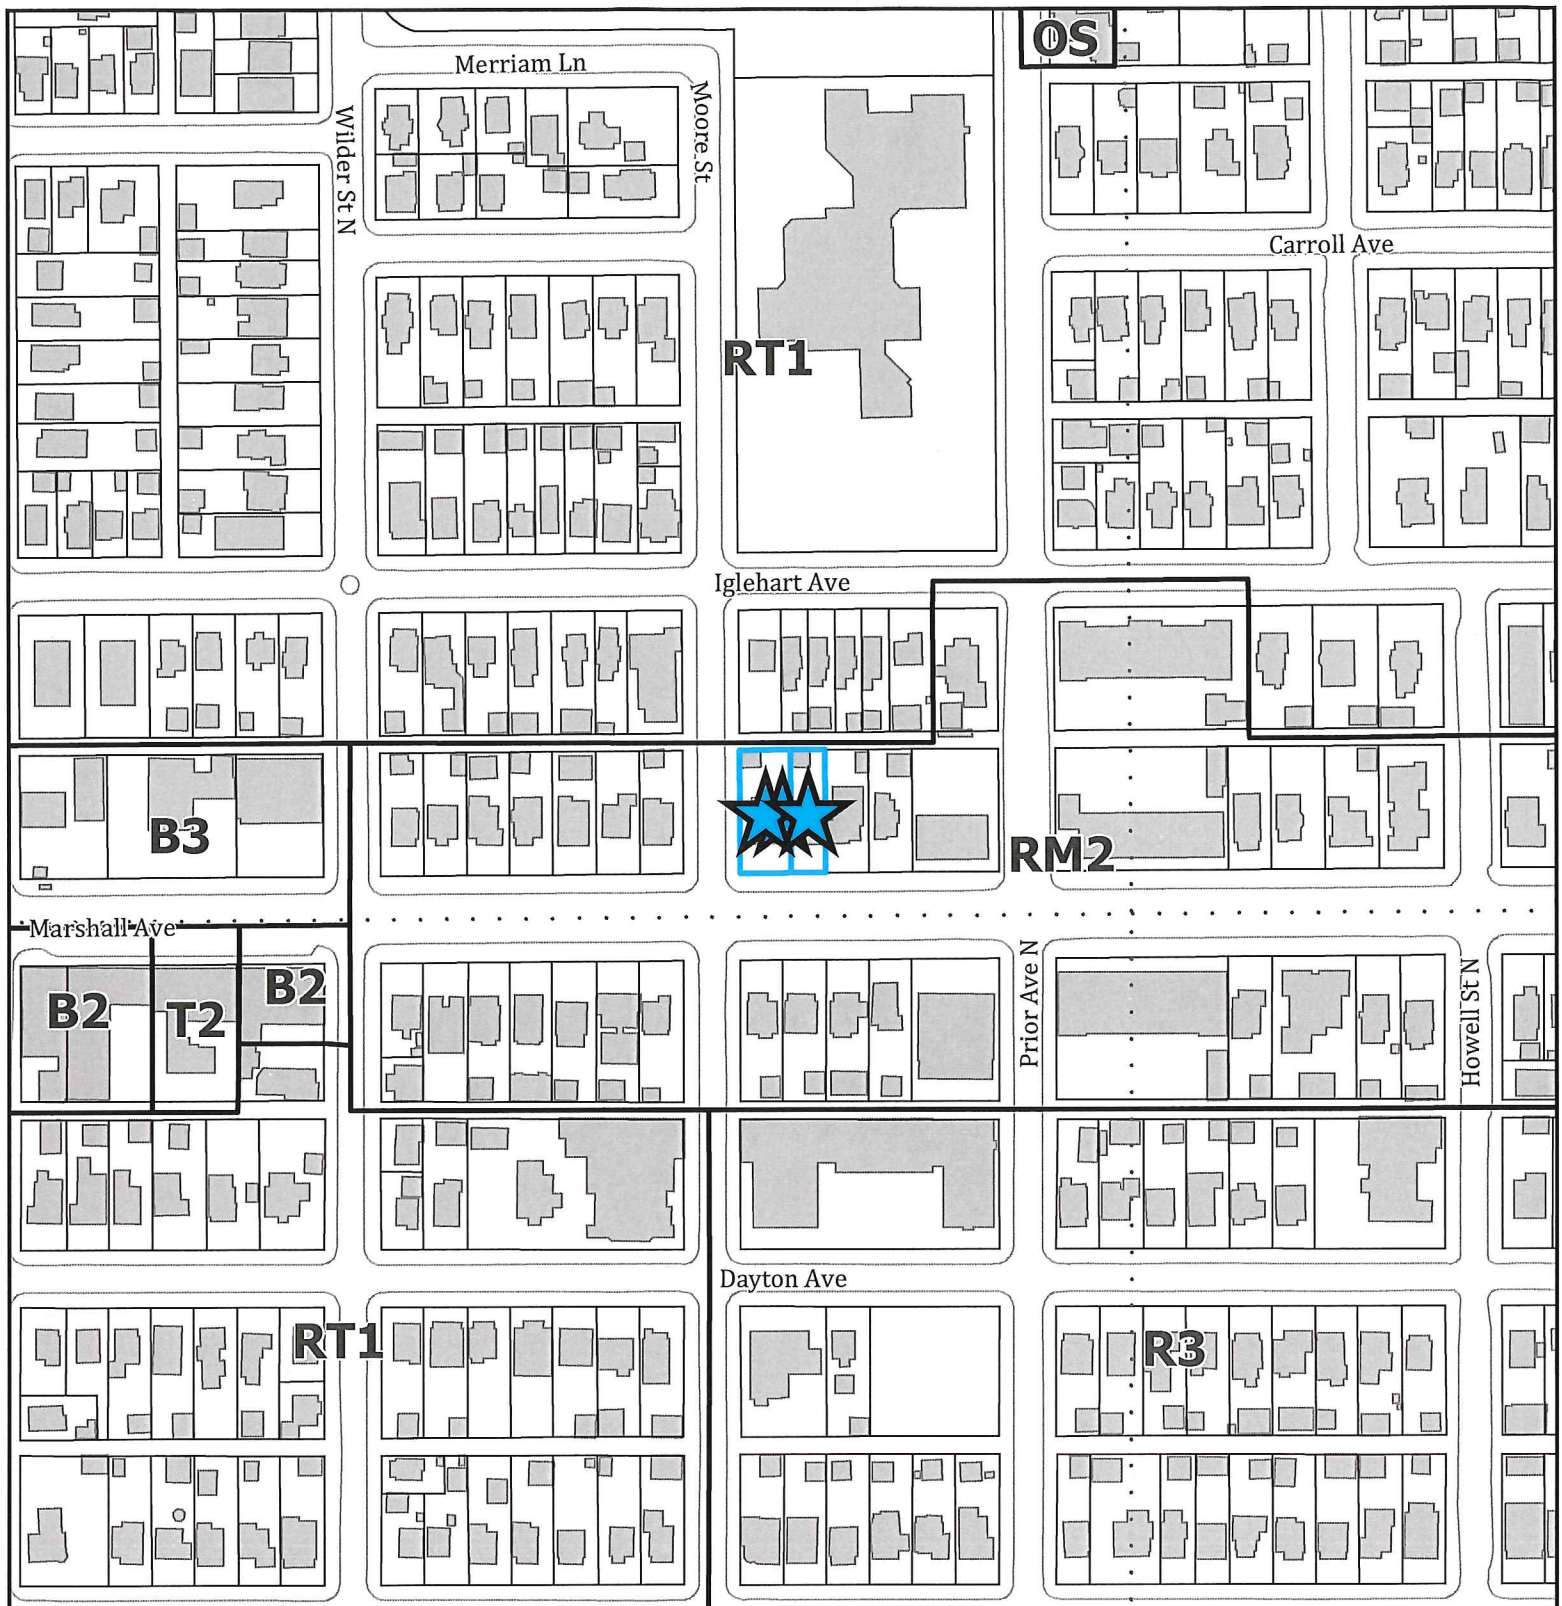 OS
Merriam Ln
Moore St
Wilder St N
Carroll Ave
RT1
Iglehart Ave
B3
RM2
Marshall Ave
B2
B2
T2
Prior Ave N
Howell St N
Dayton Ave
RT1
R3